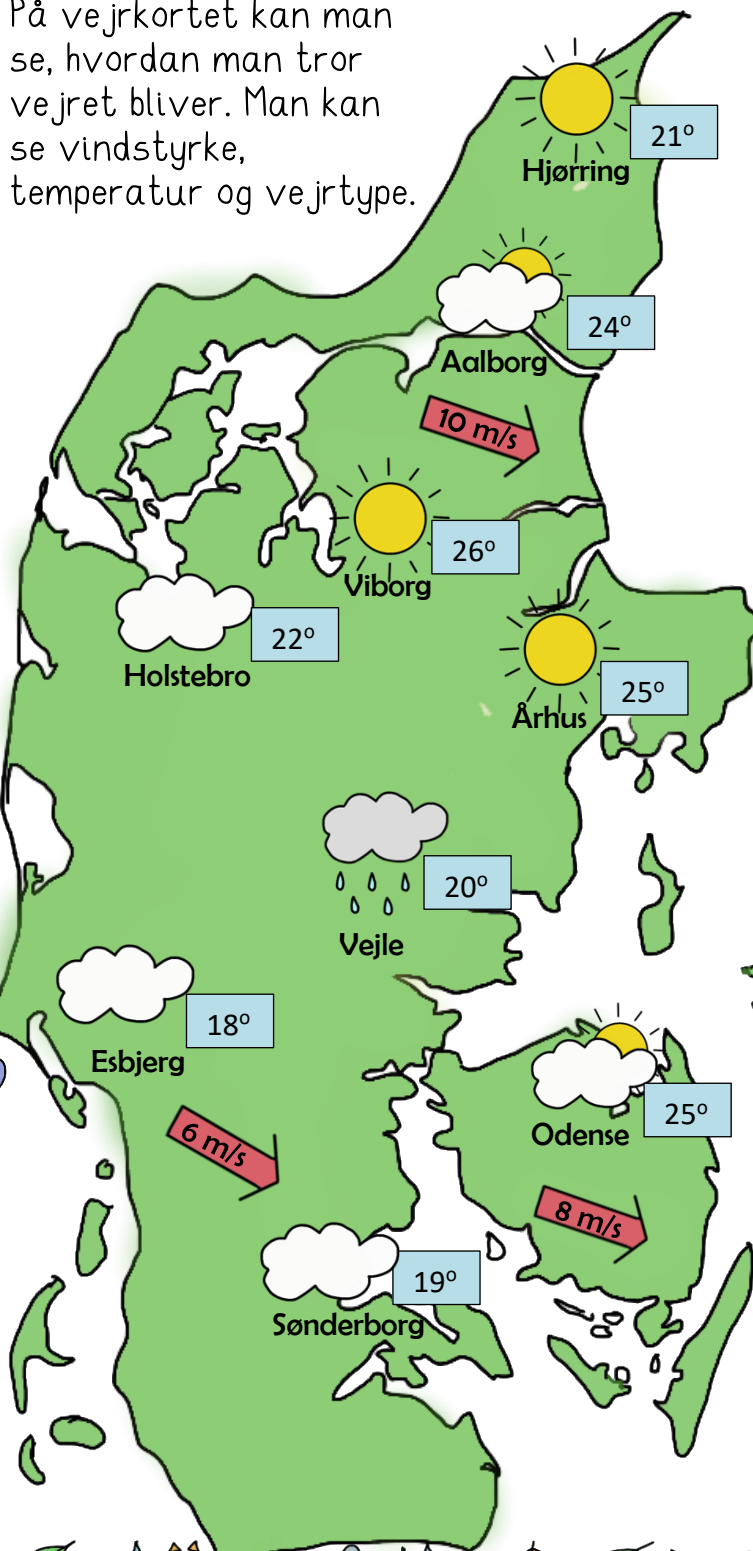 På vejrkortet kan man
se, hvordan man tror
vejret bliver. Man kan
se vindstyrke,
temperatur og vejrtype.
21°
Hjørring
24°
Aalborg
10 m/s
26°
Viborg
22°
Holstebro
25°
Århus
20°
Vejle
18°
Esbjerg
25°
Odense
6 m/s
8 m/s
19°
Sønderborg